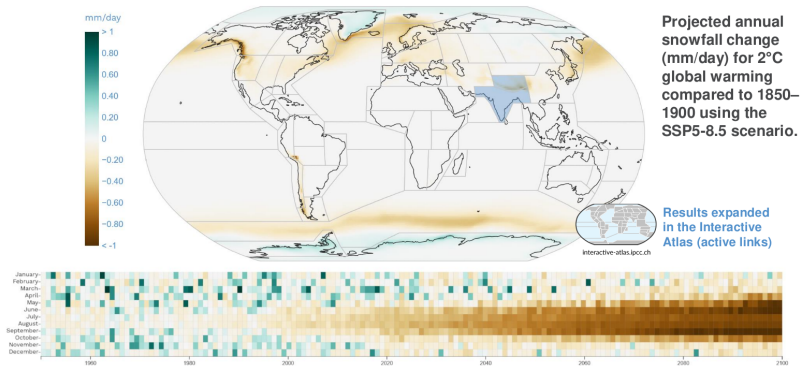 mm/day
> 1
0.80
0.60
0.40
0.20
0
−0.20
−0.40
−0.60
−0.80
< -1
Projected annual
snowfall change
(mm/day) for 2°C
global warming
compared to 1850–
1900 using the
SSP5-8.5 scenario.
Results expanded
in the Interactive
Atlas (active links)
interactive-atlas.ipcc.ch
January
February
March
April
May
June
July
August
September
October
November
December
1960 1980 2000 2020 2040 2060 2080 2100